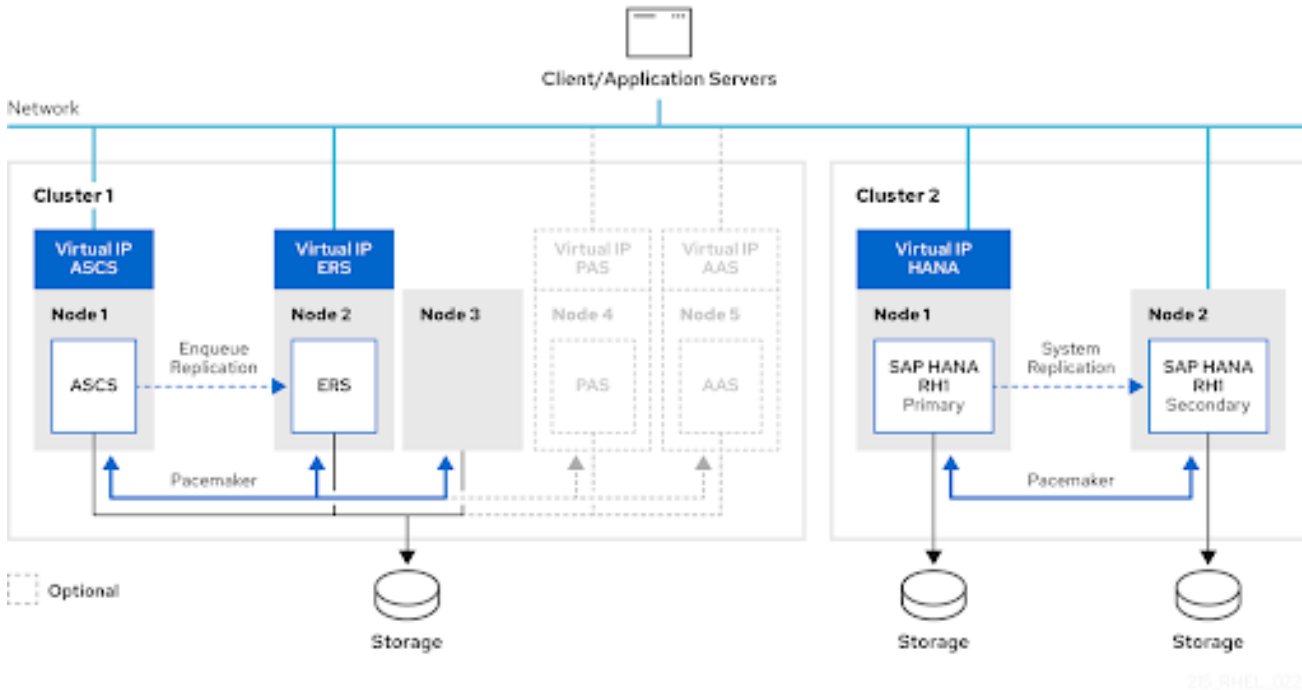 Client/Application Servers
Network
Cluster 1
Virtual IP
ASCS
Node 1
ASCS
Enqueue
Replication
Virtual IP
ERS
Node 2
ERS
Node 3
Virtual IP
PAS
Node 4
PAS
Virtual IP
AAS
Node 5
AAS
Pacemaker
Storage
Optional
Cluster 2
Virtual IP
HANA
Node 1
SAP HANA
RH1
Primary
System
Replication
Node 2
SAP HANA
RH1
Secondary
Pacemaker
Storage
Storage